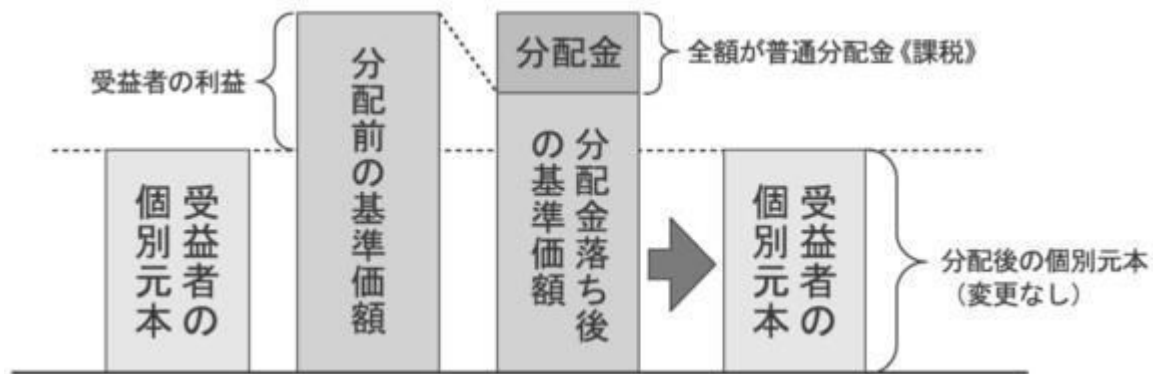 受益者の利益
分配前の基準価額
分配金
全額が普通分配金《課税》
受益者の
個別元本
分配金落ち後
の基準価額
受益者の
個別元本
分配後の個別元本
（変更なし）